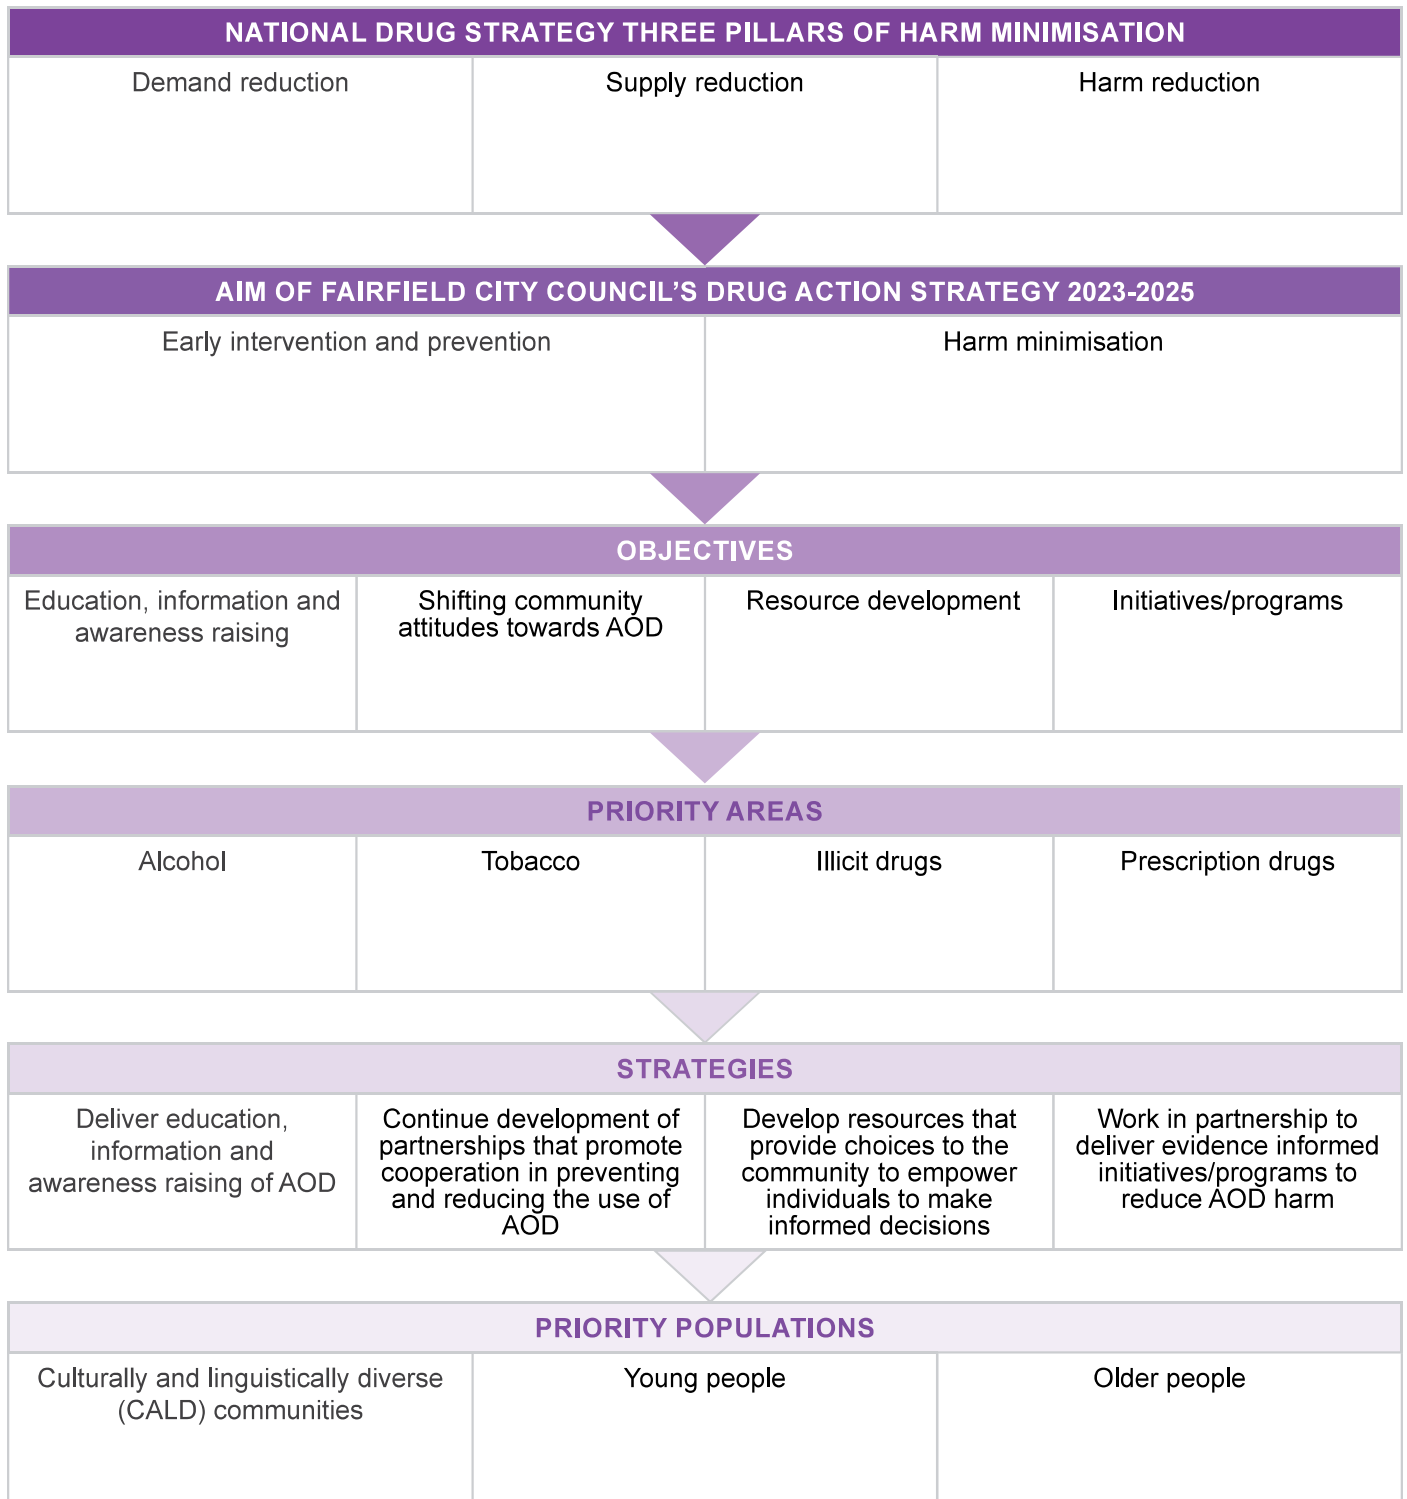 NATIONAL DRUG STRATEGY THREE PILLARS OF HARM MINIMISATION
Demand reduction
Supply reduction
Harm reduction
AIM OF FAIRFIELD CITY COUNCIL’S DRUG ACTION STRATEGY 2023-2025
Early intervention and prevention
Harm minimisation
OBJECTIVES
Education, information and
awareness raising
Shifting community
attitudes towards AOD
Resource development
Initiatives/programs
PRIORITY AREAS
Alcohol
Tobacco
Illicit drugs
Prescription drugs
STRATEGIES
Deliver education,
information and
awareness raising of AOD
Continue development of
partnerships that promote
cooperation in preventing
and reducing the use of
AOD
Develop resources that
provide choices to the
community to empower
individuals to make
informed decisions
Work in partnership to
deliver evidence informed
initiatives/programs to
reduce AOD harm
PRIORITY POPULATIONS
Culturally and linguistically diverse
(CALD) communities
Young people
Older people